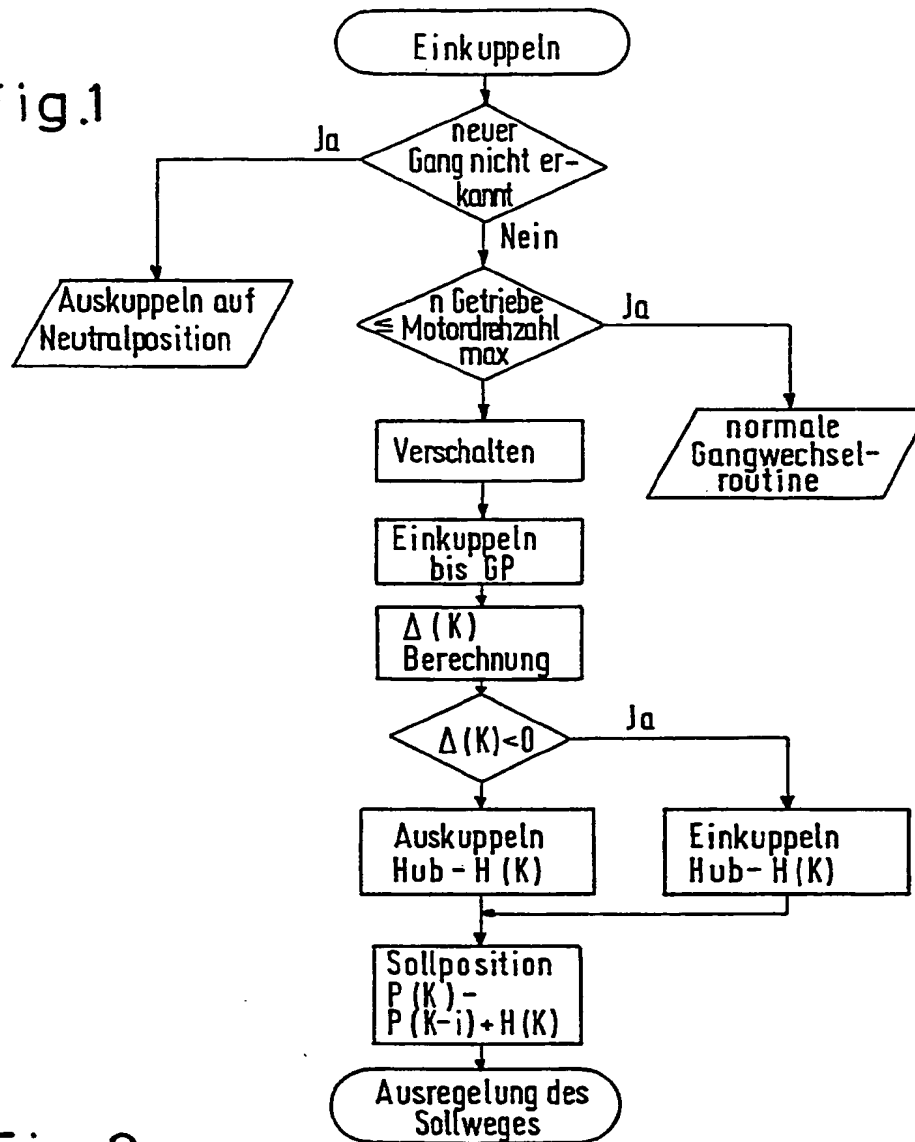 Einkuppeln
Fig.1
Ja
neuer
Gang nicht er-
kannt
Nein
Auskuppeln auf
Neutralposition
n Getriebe
≦ Motordrehzahl
max
Ja
Verschalten
normale
Gangwechsel-
routine
Einkuppeln
bis GP
Δ (K)
Berechnung
Δ(K)<0
Ja
Auskuppeln
Hub - H (K)
Einkuppeln
Hub- H(K)
Sollposition
P(K) -
P(K-i)+H(K)
Ausregelung des
Sollweges